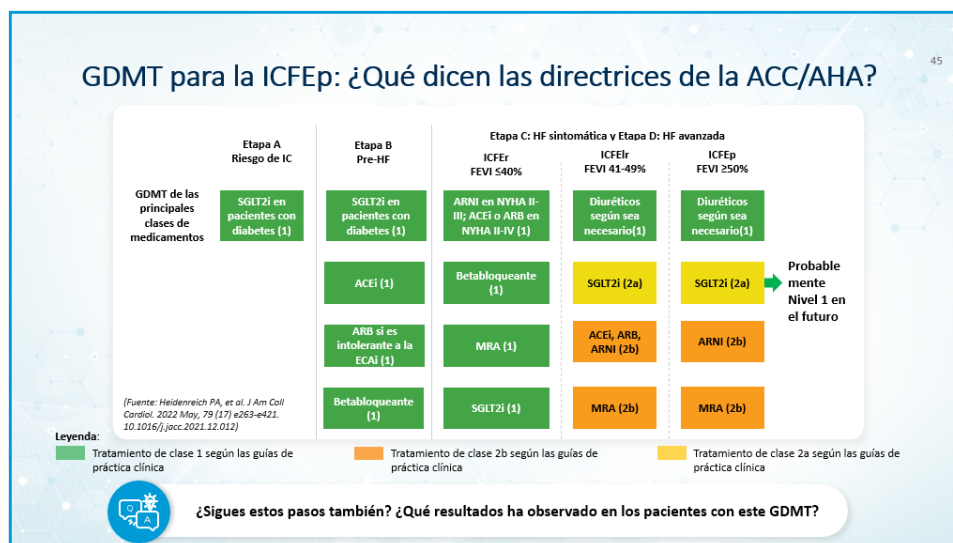 45
GDMT para la ICFEp: ¿Qué dicen las directrices de la ACC/AHA?
Etapa A
Riesgo de IC
Etapa B
Pre-HF
Etapa C: HF sintomática y Etapa D: HF avanzada
ICFEr
FEVI ≤40%
ICFElr
FEVI 41-49%
ICFEp
FEVI ≥50%
GDMT de las
principales
clases de
medicamentos
SGLT2i en
pacientes con
diabetes (1)
SGLT2i en
pacientes con
diabetes (1)
ARNI en NYHA II-
III; ACEi o ARB en
NYHA II-IV (1)
Diuréticos
según sea
necesario(1)
Diuréticos
según sea
necesario(1)
ACEi (1)
Betabloqueante
(1)
SGLT2i (2a)
SGLT2i (2a)
Probable
mente
Nivel 1 en
el futuro
ARB si es
intolerante a la
ECAi (1)
MRA (1)
ACEi, ARB,
ARNI (2b)
ARNI (2b)
Betabloqueante
(1)
SGLT2i (1)
MRA (2b)
MRA (2b)
(Fuente: Heidenreich PA, et al. J Am Coll
Cardiol. 2022 May, 79 (17) e263-e421.
10.1016/j.jacc.2021.12.012)
Leyenda:
Tratamiento de clase 1 según las guías de
práctica clínica
Tratamiento de clase 2b según las guías de
práctica clínica
Tratamiento de clase 2a según las guías de
práctica clínica
Q
A
¿Sigues estos pasos también? ¿Qué resultados ha observado en los pacientes con este GDMT?